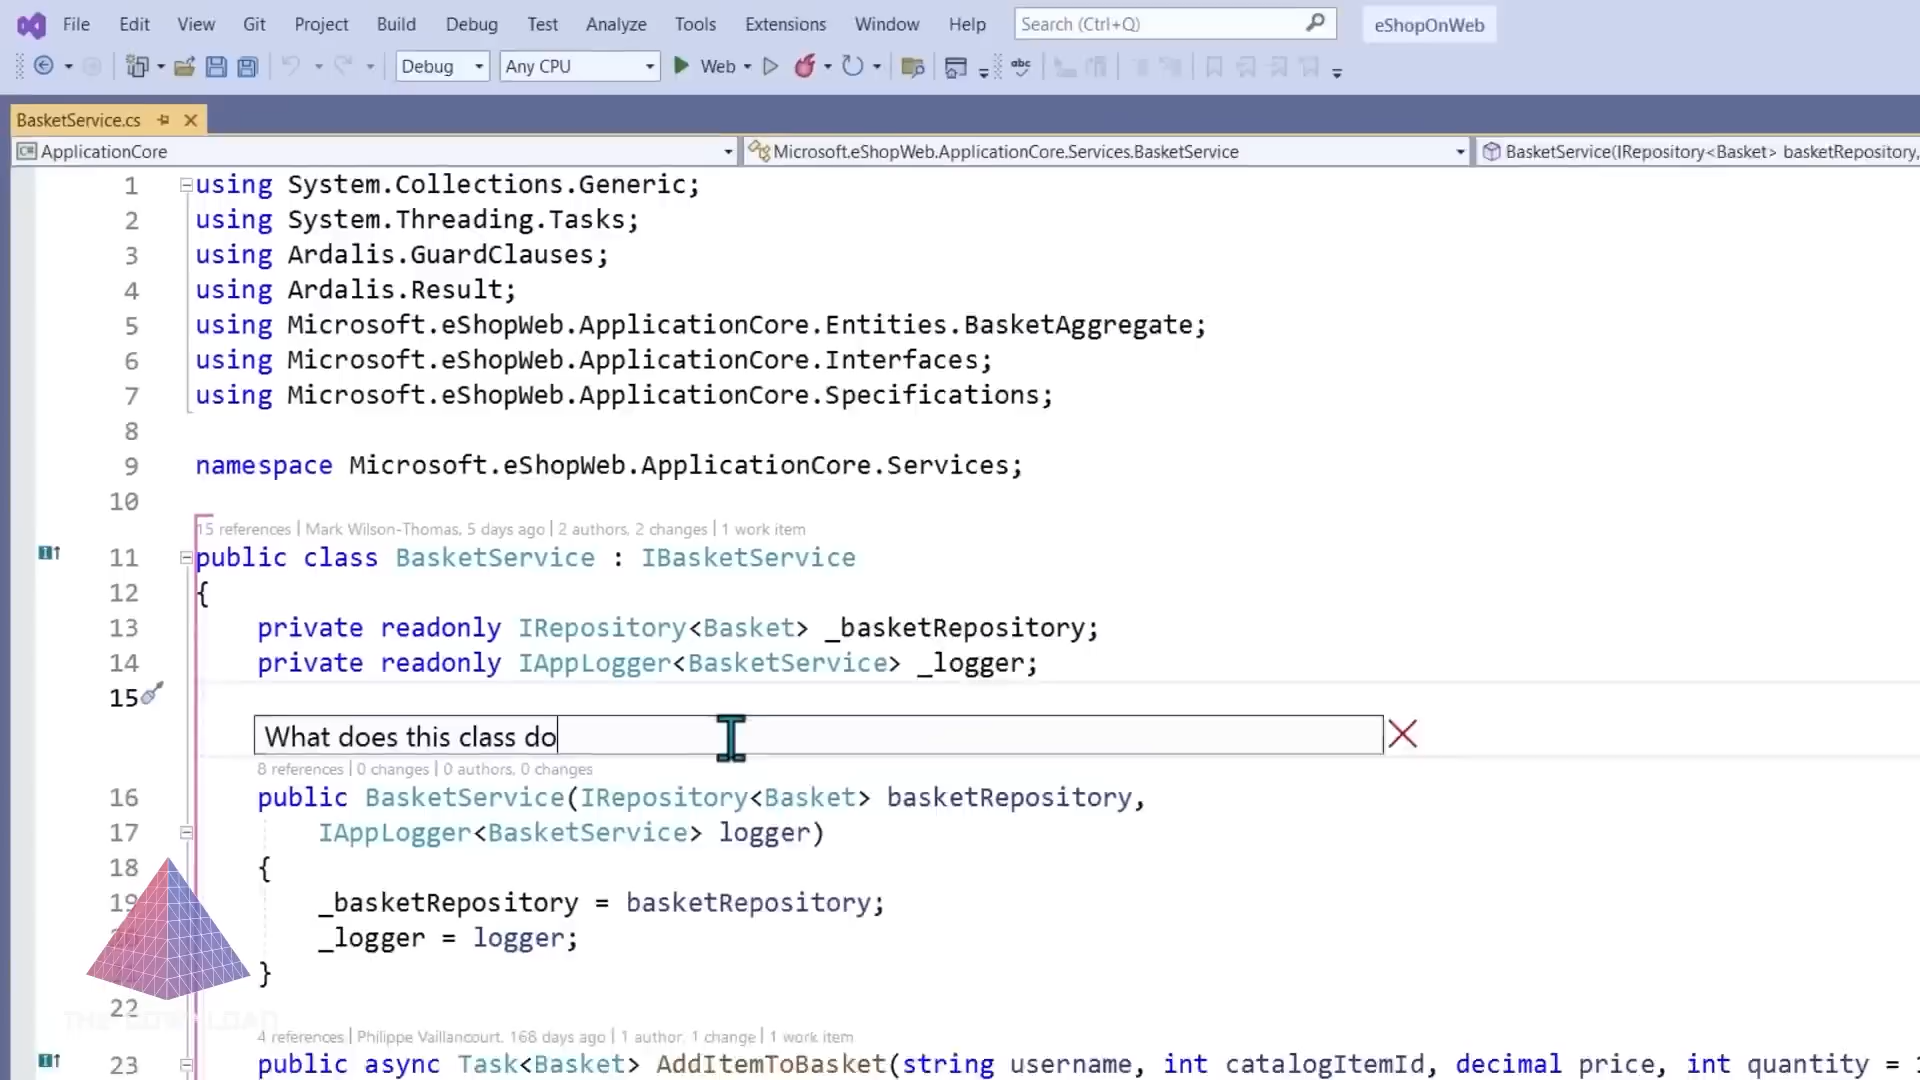 File Edit View Git Project Build Debug Test Analyze Tools Extensions Window Help Search (Ctrl+Q) eShopOnWeb
Debug Any CPU Web abc
BasketService.cs
C# ApplicationCore Microsoft.eShopWeb.ApplicationCore.Services.BasketService BasketService(IRepository<Basket> basketRepository,
1 using System.Collections.Generic;
2 using System.Threading.Tasks;
3 using Ardalis.GuardClauses;
4 using Ardalis.Result;
5 using Microsoft.eShopWeb.ApplicationCore.Entities.BasketAggregate;
6 using Microsoft.eShopWeb.ApplicationCore.Interfaces;
7 using Microsoft.eShopWeb.ApplicationCore.Specifications;
8
9 namespace Microsoft.eShopWeb.ApplicationCore.Services;
10
15 references | Mark Wilson-Thomas, 5 days ago | 2 authors, 2 changes | 1 work item
11 public class BasketService : IBasketService
12 {
13 private readonly IRepository<Basket> _basketRepository;
14 private readonly IAppLogger<BasketService> _logger;
15
What does this class do
8 references | 0 changes | 0 authors, 0 changes
16 public BasketService(IRepository<Basket> basketRepository,
17 IAppLogger<BasketService> logger)
18 {
19 _basketRepository = basketRepository;
_logger = logger;
}
22
THE DOWNLOAD
4 references | Philippe Vaillancourt, 168 days ago | 1 author, 1 change | 1 work item
23 public async Task<Basket> AddItemToBasket(string username, int catalogItemId, decimal price, int quantity =